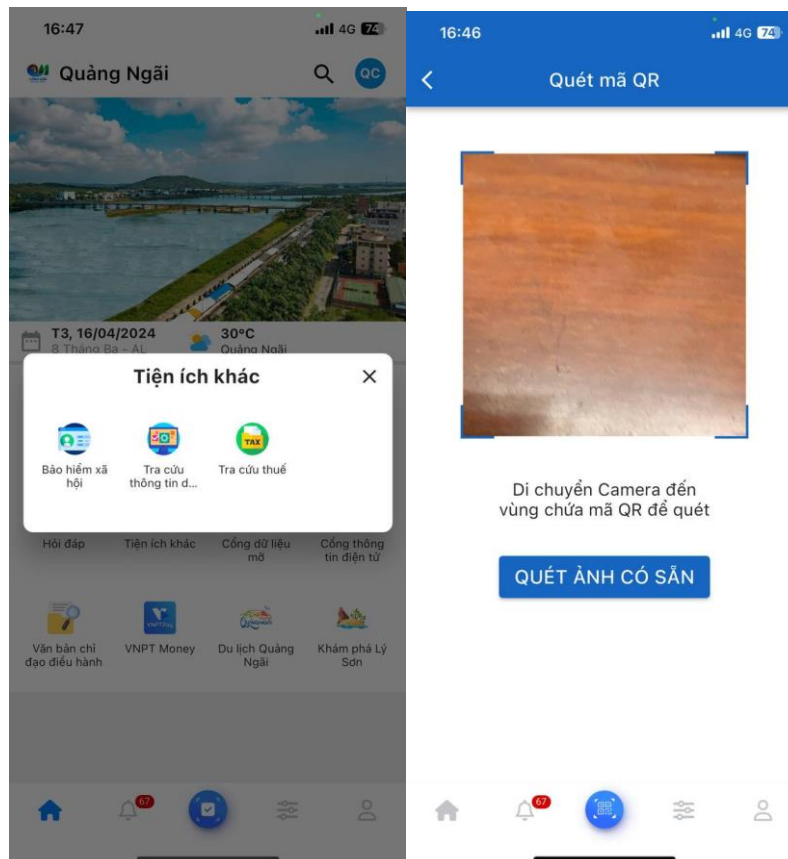 16:47
4G 74
Quảng Ngãi
QC
T3, 16/04/2024
30°C
8 Tháng Ba - AL
Quảng Ngãi
Tiện ích khác
Bảo hiểm xã
hội
Tra cứu
thông tin d...
TAX
Tra cứu thuế
Hỏi đáp
Tiện ích khác
Cổng dữ liệu
mở
Cổng thông
tin điện tử
Văn bản chỉ
đạo điều hành
VNPT Money
Du lịch Quảng
Ngãi
Khám phá Lý
Sơn
67
16:46
4G 74
Quét mã QR
Di chuyển Camera đến
vùng chứa mã QR để quét
QUÉT ẢNH CÓ SẴN
67